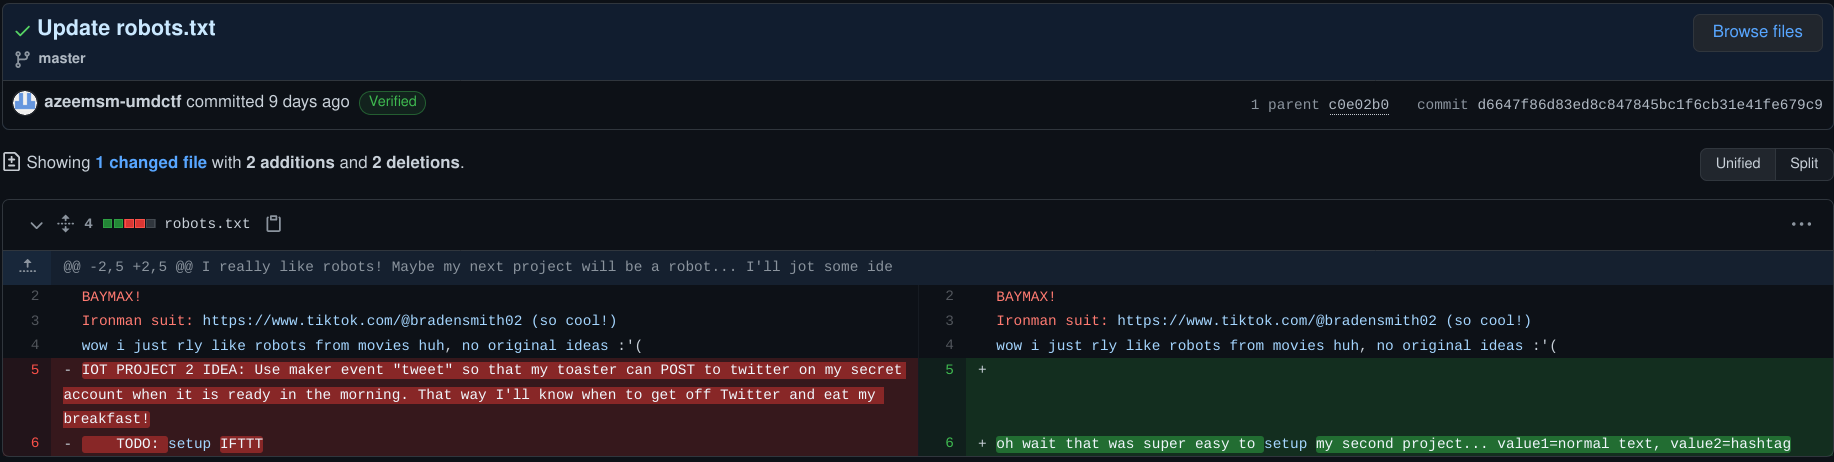 Update robots.txt
Browse files
master
azeemsm-umdctf committed 9 days ago Verified
1 parent c0e02b0 commit d6647f86d83ed8c847845bc1f6cb31e41fe679c9
Showing 1 changed file with 2 additions and 2 deletions.
Unified Split
4 robots.txt
@@ -2,5 +2,5 @@ I really like robots! Maybe my next project will be a robot... I'll jot some ide
2 BAYMAX!
3 Ironman suit: https://www.tiktok.com/@bradensmith02 (so cool!)
4 wow i just rly like robots from movies huh, no original ideas :'(
5 - IOT PROJECT 2 IDEA: Use maker event "tweet" so that my toaster can POST to twitter on my secret
account when it is ready in the morning. That way I'll know when to get off Twitter and eat my
breakfast!
6 - TODO: setup IFTTT
2 BAYMAX!
3 Ironman suit: https://www.tiktok.com/@bradensmith02 (so cool!)
4 wow i just rly like robots from movies huh, no original ideas :'(
5 +
6 + oh wait that was super easy to setup my second project... value1=normal text, value2=hashtag